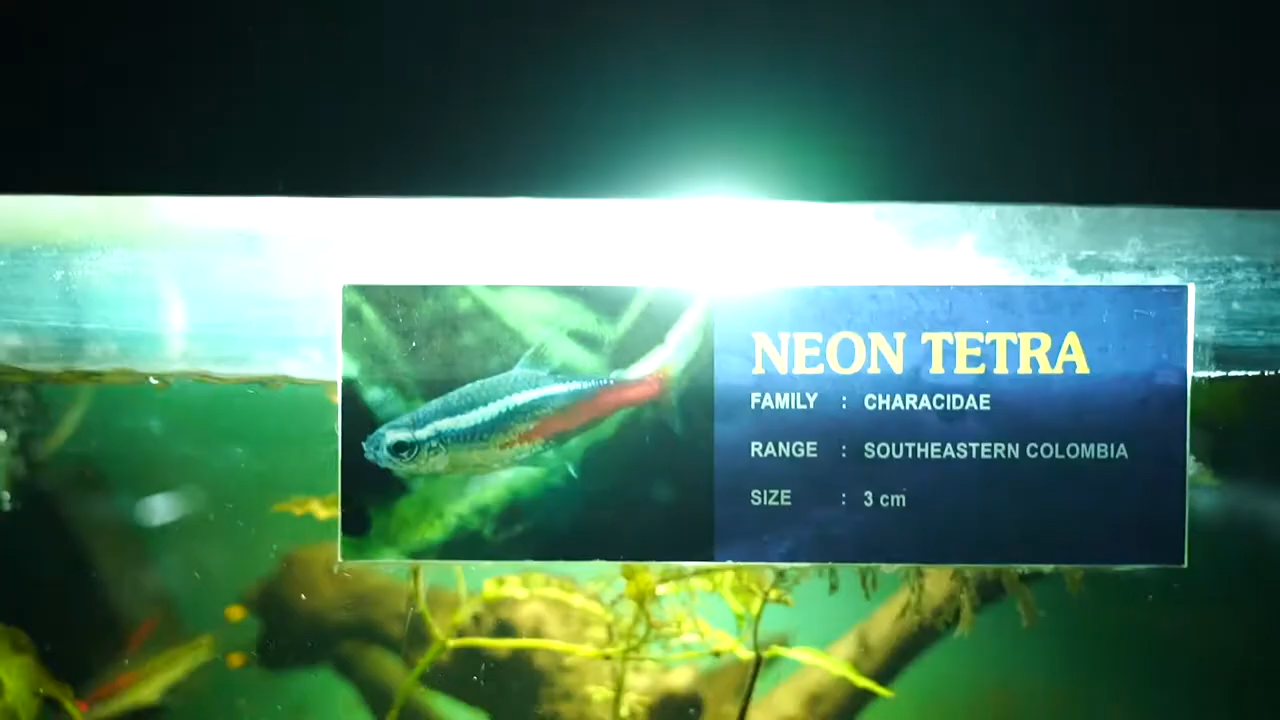 NEON TETRA
FAMILY : CHARACIDAE
RANGE : SOUTHEASTERN COLOMBIA
SIZE : 3 cm